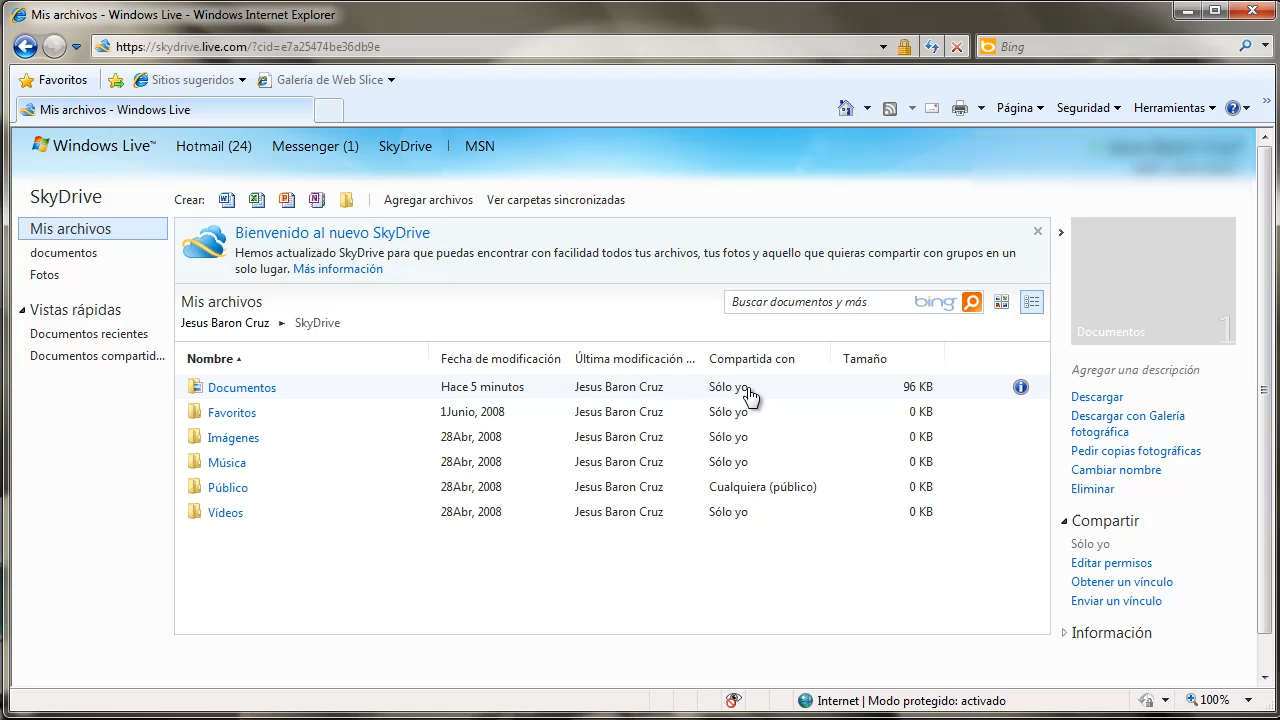 Mis archivos - Windows Live - Windows Internet Explorer
https://skydrive.live.com/?cid=e7a25474be36db9e
Bing
Favoritos
Sitios sugeridos
Galería de Web Slice
Mis archivos - Windows Live
Página
Seguridad
Herramientas
Windows Live™
Hotmail (24)
Messenger (1)
SkyDrive
MSN
SkyDrive
Crear:
Agregar archivos
Ver carpetas sincronizadas
Mis archivos
documentos
Fotos
Vistas rápidas
Documentos recientes
Documentos compartid...
Bienvenido al nuevo SkyDrive
Hemos actualizado SkyDrive para que puedas encontrar con facilidad todos tus archivos, tus fotos y aquello que quieras compartir con grupos en un
solo lugar. Más información
Mis archivos
Buscar documentos y más
bing
Jesus Baron Cruz ► SkyDrive
Nombre Fecha de modificación Última modificación ... Compartida con Tamaño
Documentos Hace 5 minutos Jesus Baron Cruz Sólo yo 96 KB
Favoritos 1Junio, 2008 Jesus Baron Cruz Sólo yo 0 KB
Imágenes 28Abr, 2008 Jesus Baron Cruz Sólo yo 0 KB
Música 28Abr, 2008 Jesus Baron Cruz Sólo yo 0 KB
Público 28Abr, 2008 Jesus Baron Cruz Cualquiera (público) 0 KB
Vídeos 28Abr, 2008 Jesus Baron Cruz Sólo yo 0 KB
Documentos
1
Agregar una descripción
Descargar
Descargar con Galería
fotográfica
Pedir copias fotográficas
Cambiar nombre
Eliminar
Compartir
Sólo yo
Editar permisos
Obtener un vínculo
Enviar un vínculo
Información
Internet | Modo protegido: activado
100%